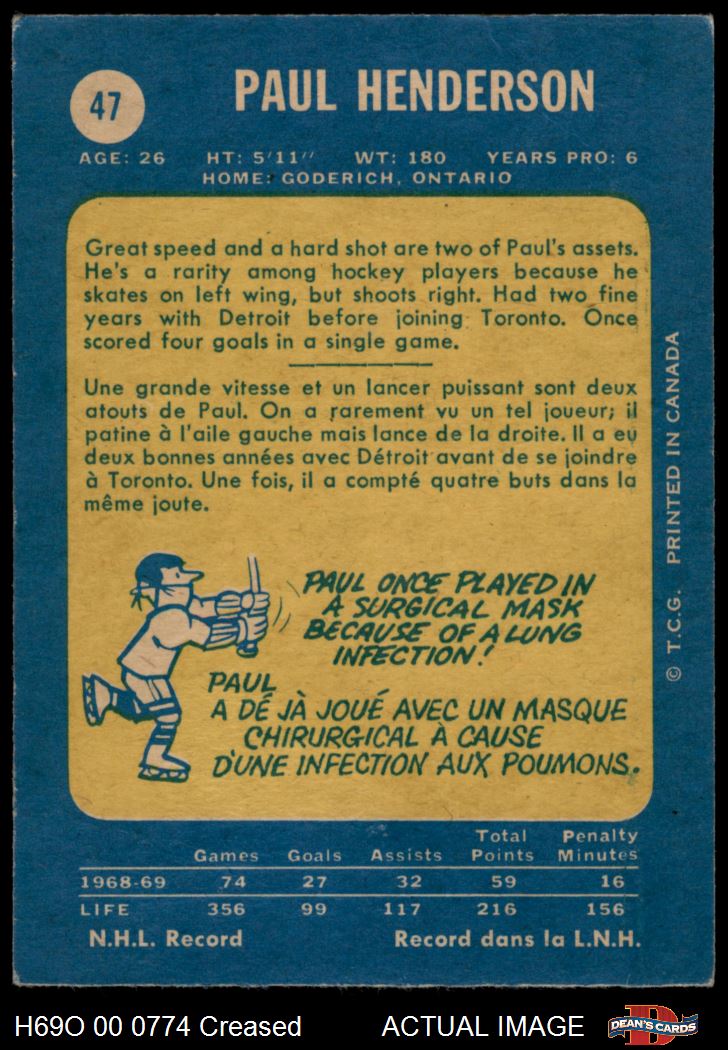 47
PAUL HENDERSON
AGE: 26 HT: 5'11" WT: 180 YEARS PRO: 6
HOME: GODERICH, ONTARIO
Great speed and a hard shot are two of Paul's assets.
He's a rarity among hockey players because he
skates on left wing, but shoots right. Had two fine
years with Detroit before joining Toronto. Once
scored four goals in a single game.
Une grande vitesse et un lancer puissant sont deux
atouts de Paul. On a rarement vu un tel joueur; il
patine à l'aile gauche mais lance de la droite. Il a eu
deux bonnes années avec Détroit avant de se joindre
à Toronto. Une fois, il a compté quatre buts dans la
même joute.
PAUL ONCE PLAYED IN
A SURGICAL MASK
BECAUSE OF A LUNG
INFECTION!
PAUL
A DÉJÀ JOUÉ AVEC UN MASQUE
CHIRURGICAL À CAUSE
D'UNE INFECTION AUX POUMONS.
© T.C.G. PRINTED IN CANADA
Total Penalty
Games Goals Assists Points Minutes
1968-69 74 27 32 59 16
LIFE 356 99 117 216 156
N.H.L. Record Record dans la L.N.H.
H69O 00 0774 Creased ACTUAL IMAGE
D
DEAN'S CARDS